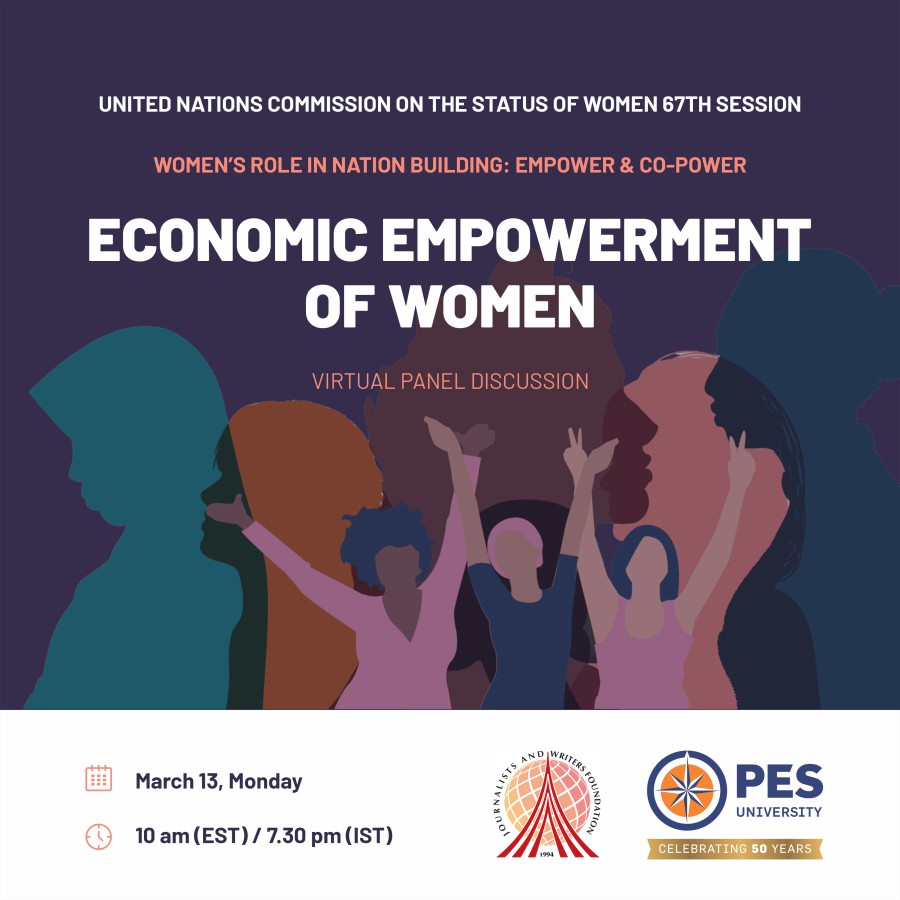 UNITED NATIONS COMMISSION ON THE STATUS OF WOMEN 67TH SESSION
WOMEN'S ROLE IN NATION BUILDING: EMPOWER & CO-POWER
ECONOMIC EMPOWERMENT
OF WOMEN
VIRTUAL PANEL DISCUSSION
March 13, Monday
10 am (EST) / 7.30 pm (IST)
JOURNALISTS AND WRITERS FOUNDATION
1994
PES
UNIVERSITY
CELEBRATING 50 YEARS